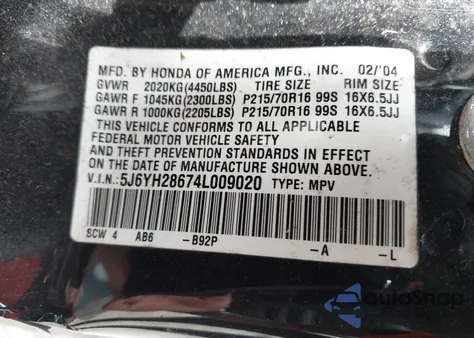 MFD. BY HONDA OF AMERICA MFG., INC. 02/'04
GVWR 2020KG(4450LBS) TIRE SIZE RIM SIZE
GAWR F 1045KG(2300LBS) P215/70R16 99S 16X6.5JJ
GAWR R 1000KG(2205LBS) P215/70R16 99S 16X6.5JJ
THIS VEHICLE CONFORMS TO ALL APPLICABLE
FEDERAL MOTOR VEHICLE SAFETY
AND THEFT PREVENTION STANDARDS IN EFFECT
ON THE DATE OF MANUFACTURE SHOWN ABOVE.
V.I.N.: 5J6YH28674L009020 TYPE: MPV
SCW 4 AB6 -B92P -A -L
AutoSnap